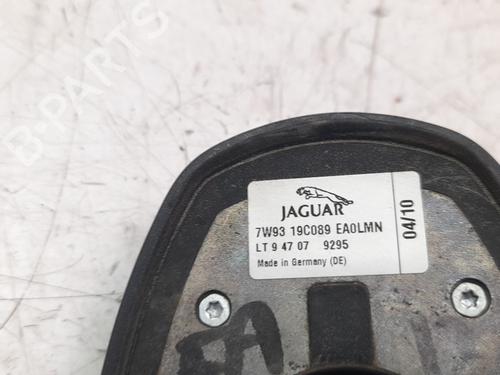 B-PARTS
JAGUAR
7W93 19C089 EA0LMN
LT 9 47 07 9295
Made in Germany (DE)
04/10